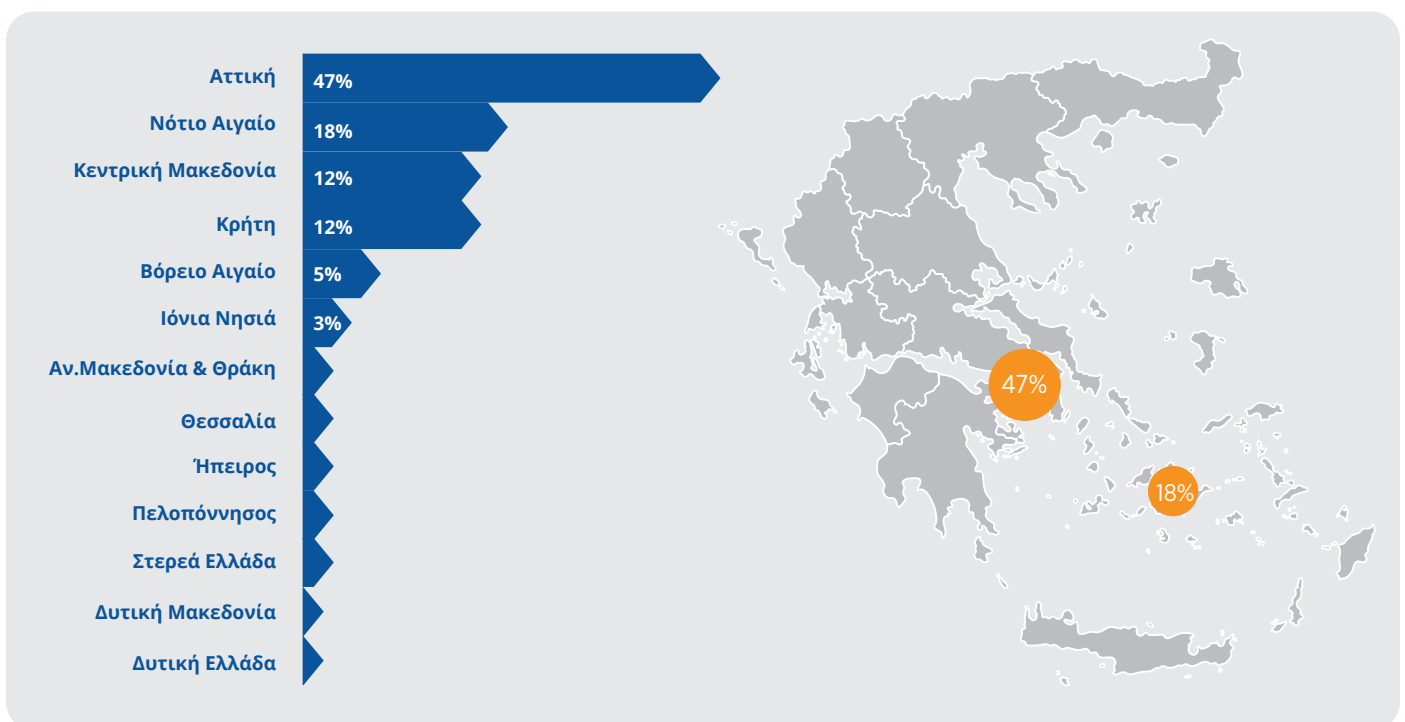 Αττική 47%
Νότιο Αιγαίο 18%
Κεντρική Μακεδονία 12%
Κρήτη 12%
Βόρειο Αιγαίο 5%
Ιόνια Νησιά 3%
Αν.Μακεδονία & Θράκη
Θεσσαλία
Ήπειρος
Πελοπόννησος
Στερεά Ελλάδα
Δυτική Μακεδονία
Δυτική Ελλάδα
47%
18%